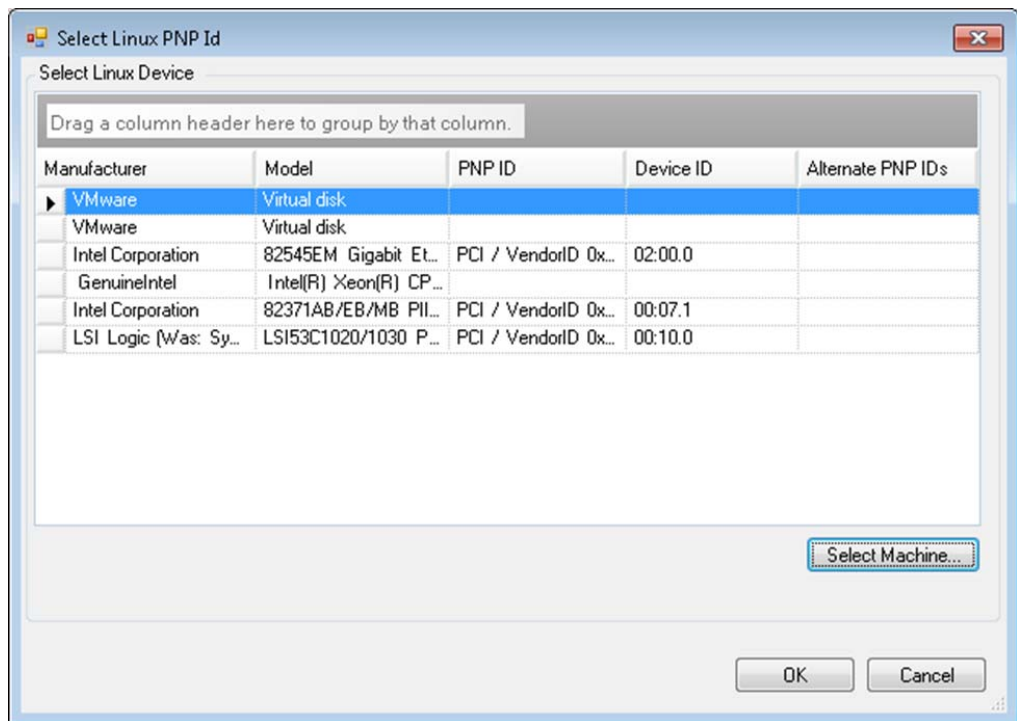 Select Linux PNP Id
Select Linux Device
Drag a column header here to group by that column.
Manufacturer Model PNP ID Device ID Alternate PNP IDs
VMware Virtual disk
VMware Virtual disk
Intel Corporation 82545EM Gigabit Et... PCI / VendorID 0x... 02:00.0
GenuineIntel Intel(R) Xeon(R) CP...
Intel Corporation 82371AB/EB/MB PII... PCI / VendorID 0x... 00:07.1
LSI Logic (Was: Sy... LSI53C1020/1030 P... PCI / VendorID 0x... 00:10.0
Select Machine...
OK Cancel